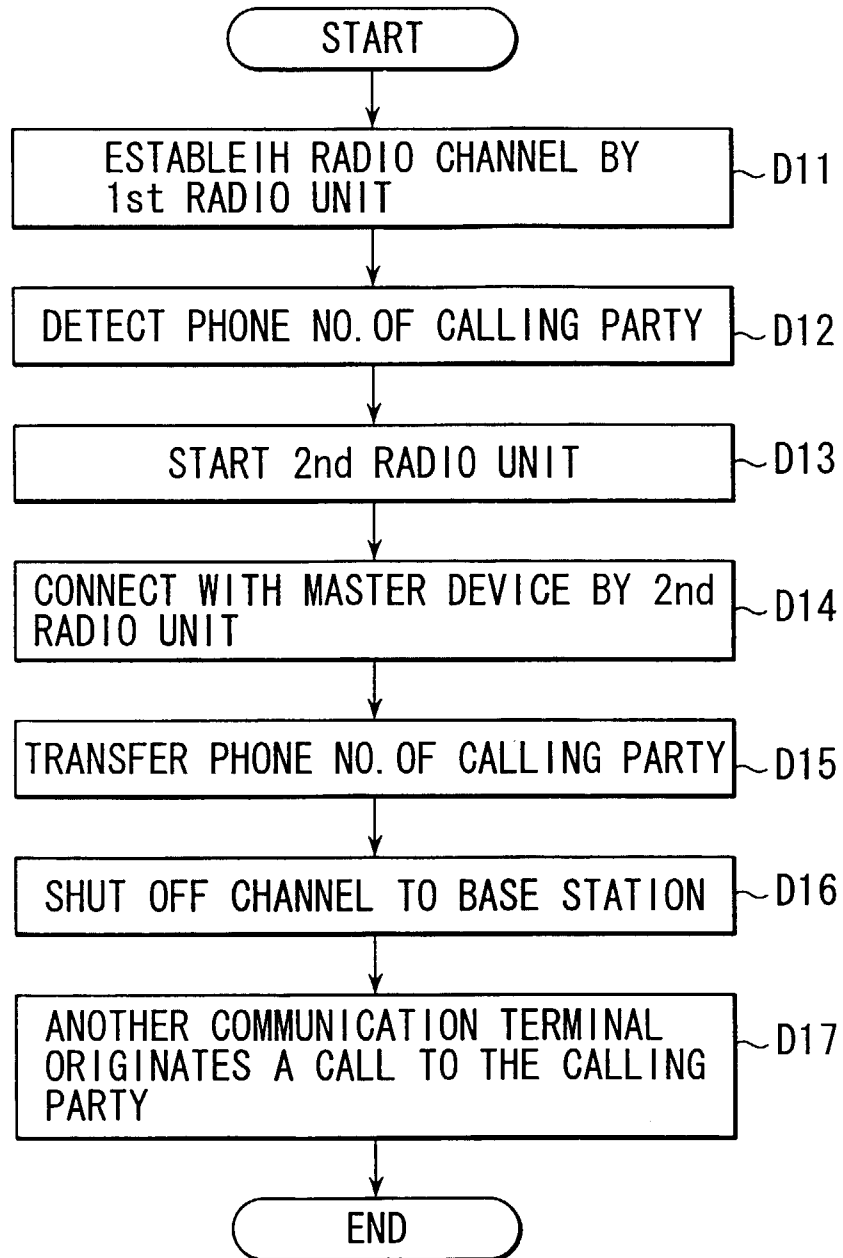 START
ESTABLEIH RADIO CHANNEL BY
1st RADIO UNIT
D11
DETECT PHONE NO. OF CALLING PARTY
D12
START 2nd RADIO UNIT
D13
CONNECT WITH MASTER DEVICE BY 2nd
RADIO UNIT
D14
TRANSFER PHONE NO. OF CALLING PARTY
D15
SHUT OFF CHANNEL TO BASE STATION
D16
ANOTHER COMMUNICATION TERMINAL
ORIGINATES A CALL TO THE CALLING
PARTY
D17
END